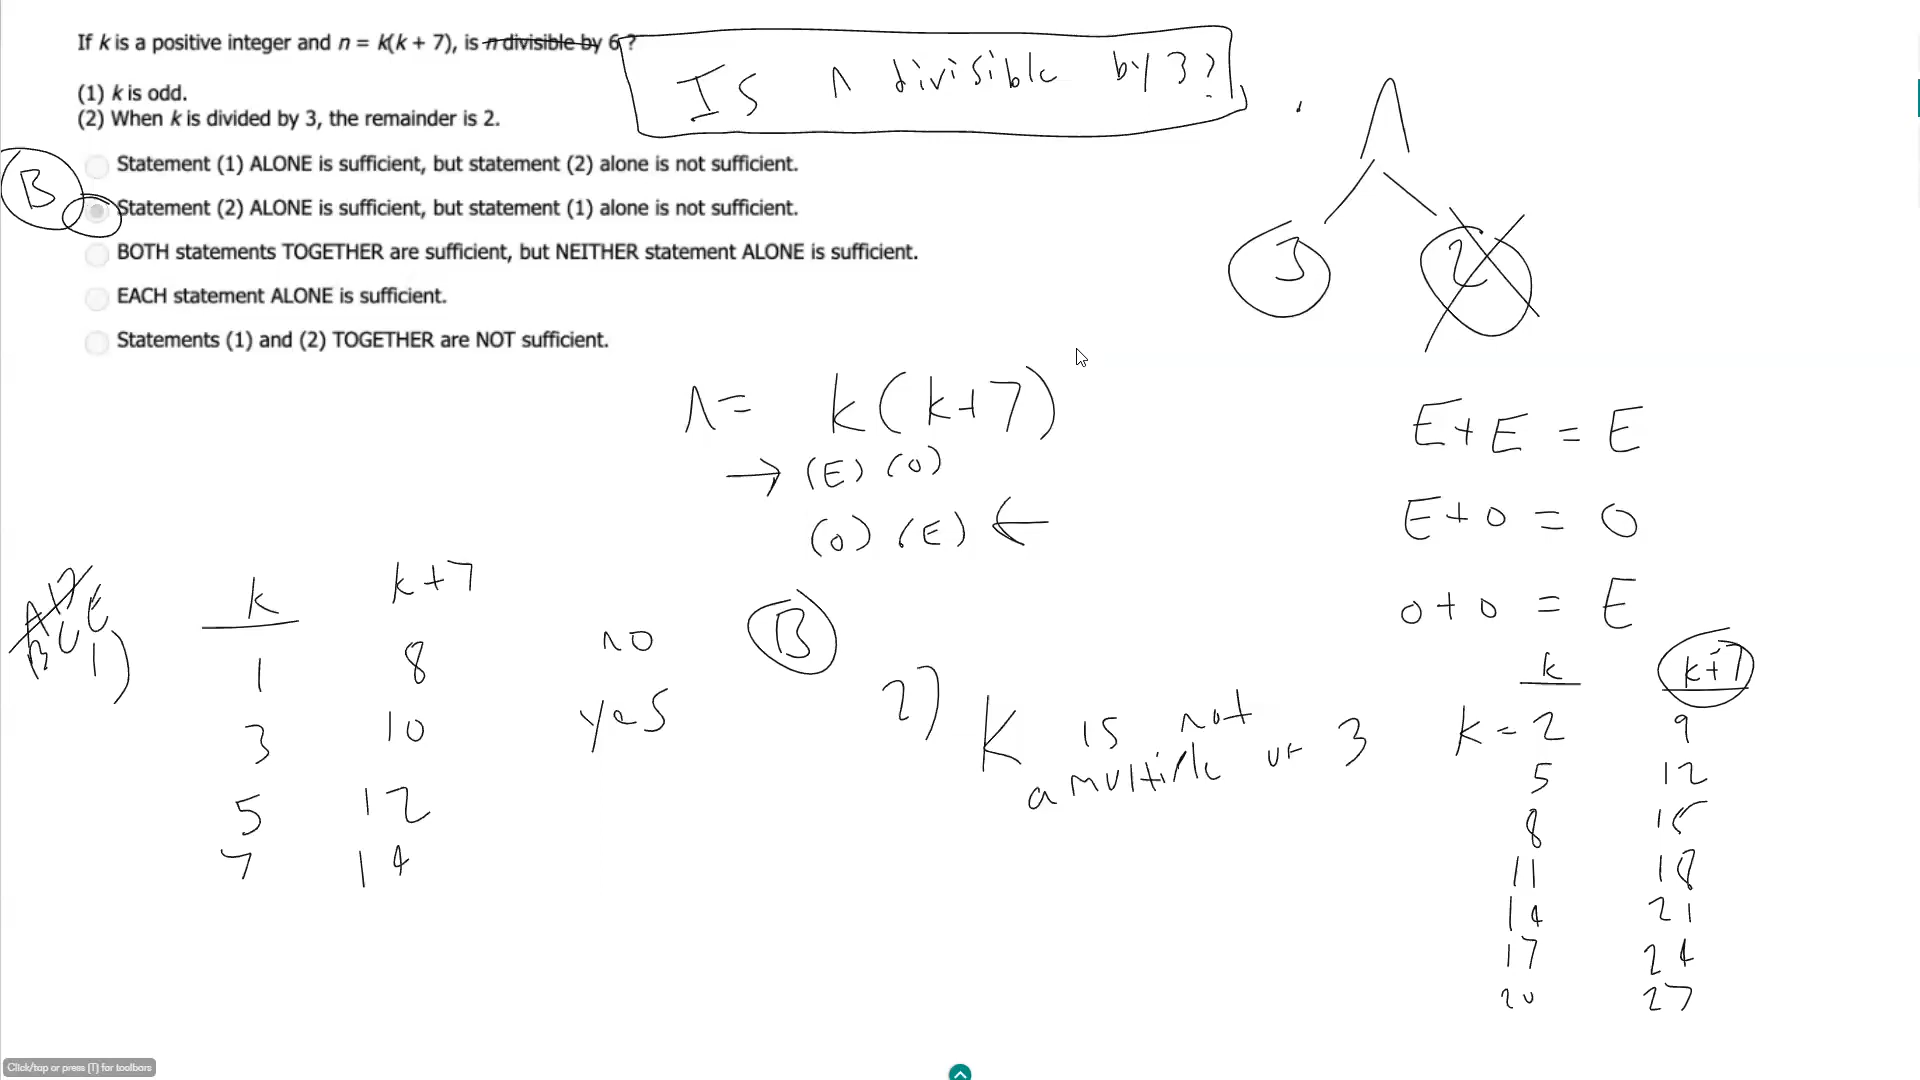 If k is a positive integer and n = k(k + 7), is n divisible by 6?
Is n divisible by 3?
(1) k is odd.
(2) When k is divided by 3, the remainder is 2.
Statement (1) ALONE is sufficient, but statement (2) alone is not sufficient.
B
Statement (2) ALONE is sufficient, but statement (1) alone is not sufficient.
BOTH statements TOGETHER are sufficient, but NEITHER statement ALONE is sufficient.
EACH statement ALONE is sufficient.
Statements (1) and (2) TOGETHER are NOT sufficient.
n
3 2
n = k(k+7)
→ (E) (O)
(O) (E) ←
E + E = E
E + O = O
O + O = E
A D
B C E
1)
k k+7
1 8 no
3 10 yes
5 12
7 14
B
2) K is not
a multiple of 3
k k+7
k = 2 9
5 12
8 15
11 18
14 21
17 24
20 27
Click/tap or press [T] for toolbars